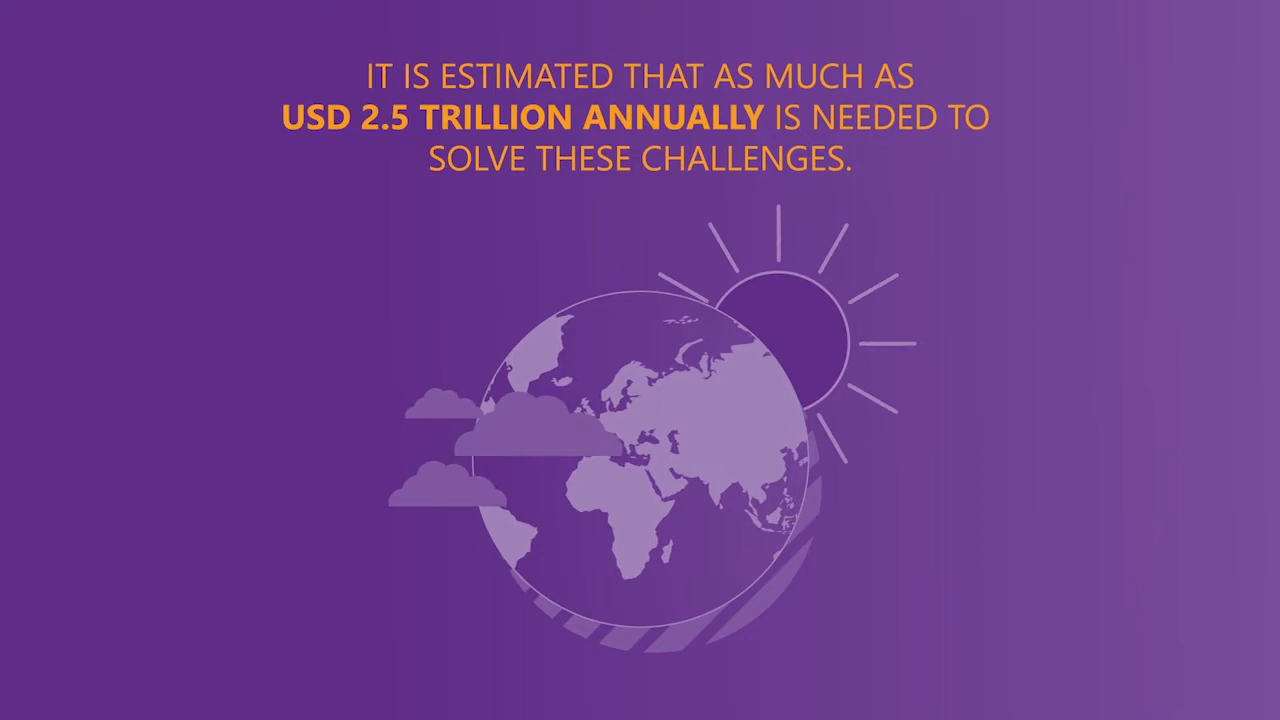 IT IS ESTIMATED THAT AS MUCH AS
USD 2.5 TRILLION ANNUALLY IS NEEDED TO
SOLVE THESE CHALLENGES.